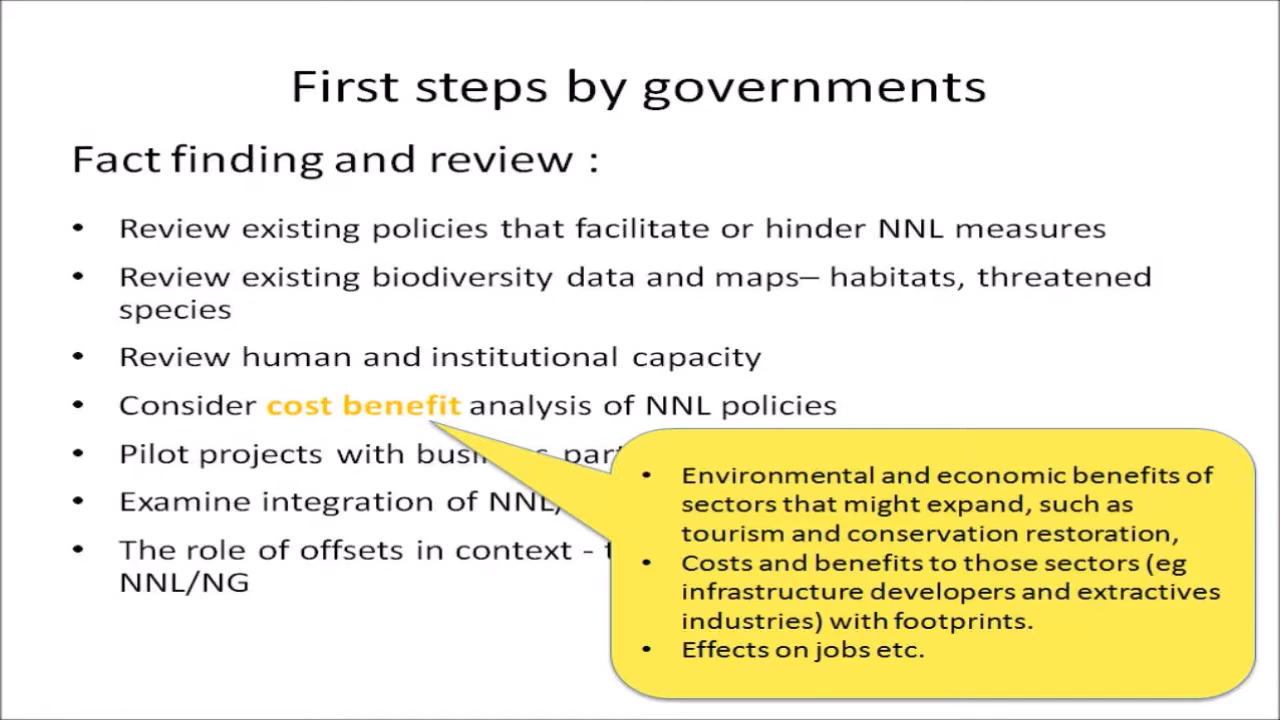 First steps by governments
Fact finding and review :
• Review existing policies that facilitate or hinder NNL measures
• Review existing biodiversity data and maps– habitats, threatened
species
• Review human and institutional capacity
• Consider cost benefit analysis of NNL policies
• Pilot projects with
• Examine integration of NNL/
• The role of offsets in context -
NNL/NG
• Environmental and economic benefits of
sectors that might expand, such as
tourism and conservation restoration,
• Costs and benefits to those sectors (eg
infrastructure developers and extractives
industries) with footprints.
• Effects on jobs etc.